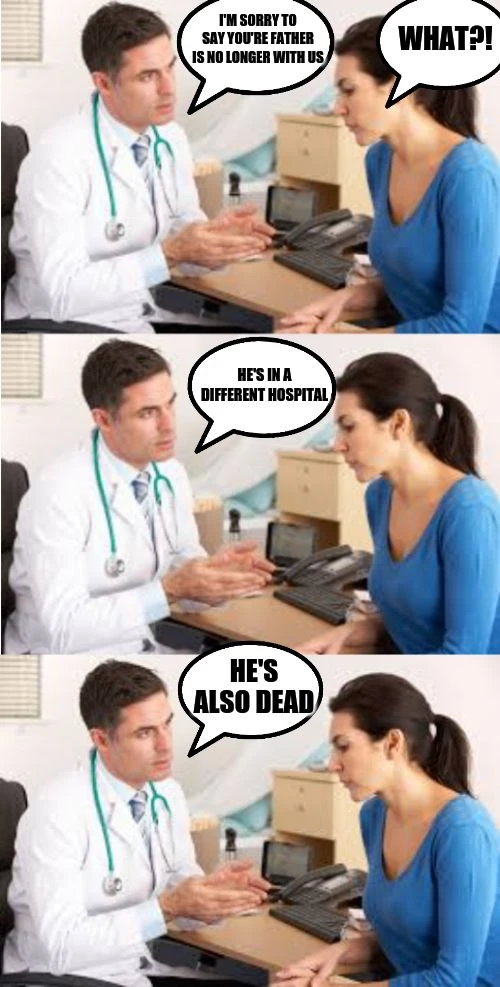 I'M SORRY TO
SAY YOU'RE FATHER
IS NO LONGER WITH US
WHAT?!
HE'S IN A
DIFFERENT HOSPITAL
HE'S
ALSO DEAD